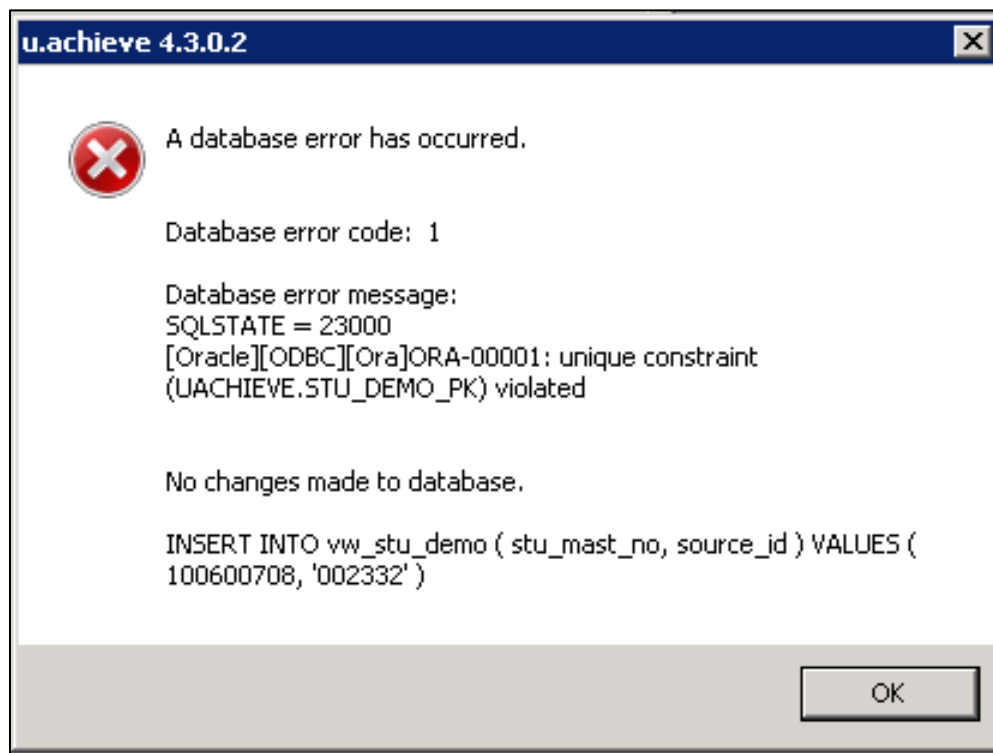 u.achieve 4.3.0.2
A database error has occurred.
Database error code:  1
Database error message:
SQLSTATE = 23000
[Oracle][ODBC][Ora]ORA-00001: unique constraint
(UACHIEVE.STU_DEMO_PK) violated
No changes made to database.
INSERT INTO vw_stu_demo ( stu_mast_no, source_id ) VALUES (
100600708, '002332' )
OK